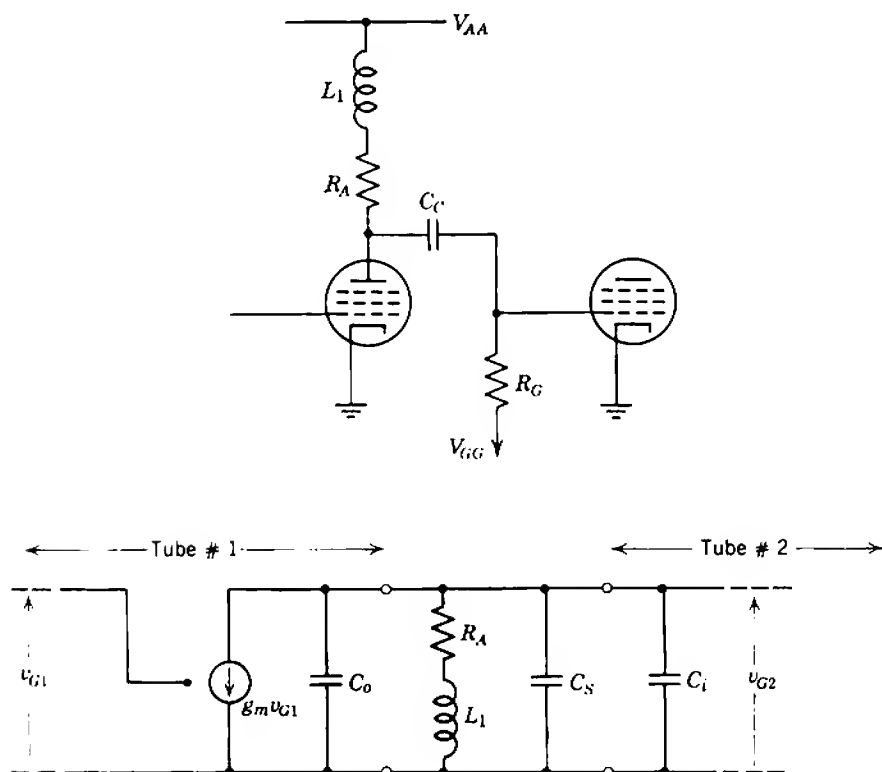 V_AA
L_1
R_A
C_C
R_G
V_GG
Tube # 1
Tube # 2
v_G1
g_m v_G1
C_o
R_A
L_1
C_S
C_i
v_G2